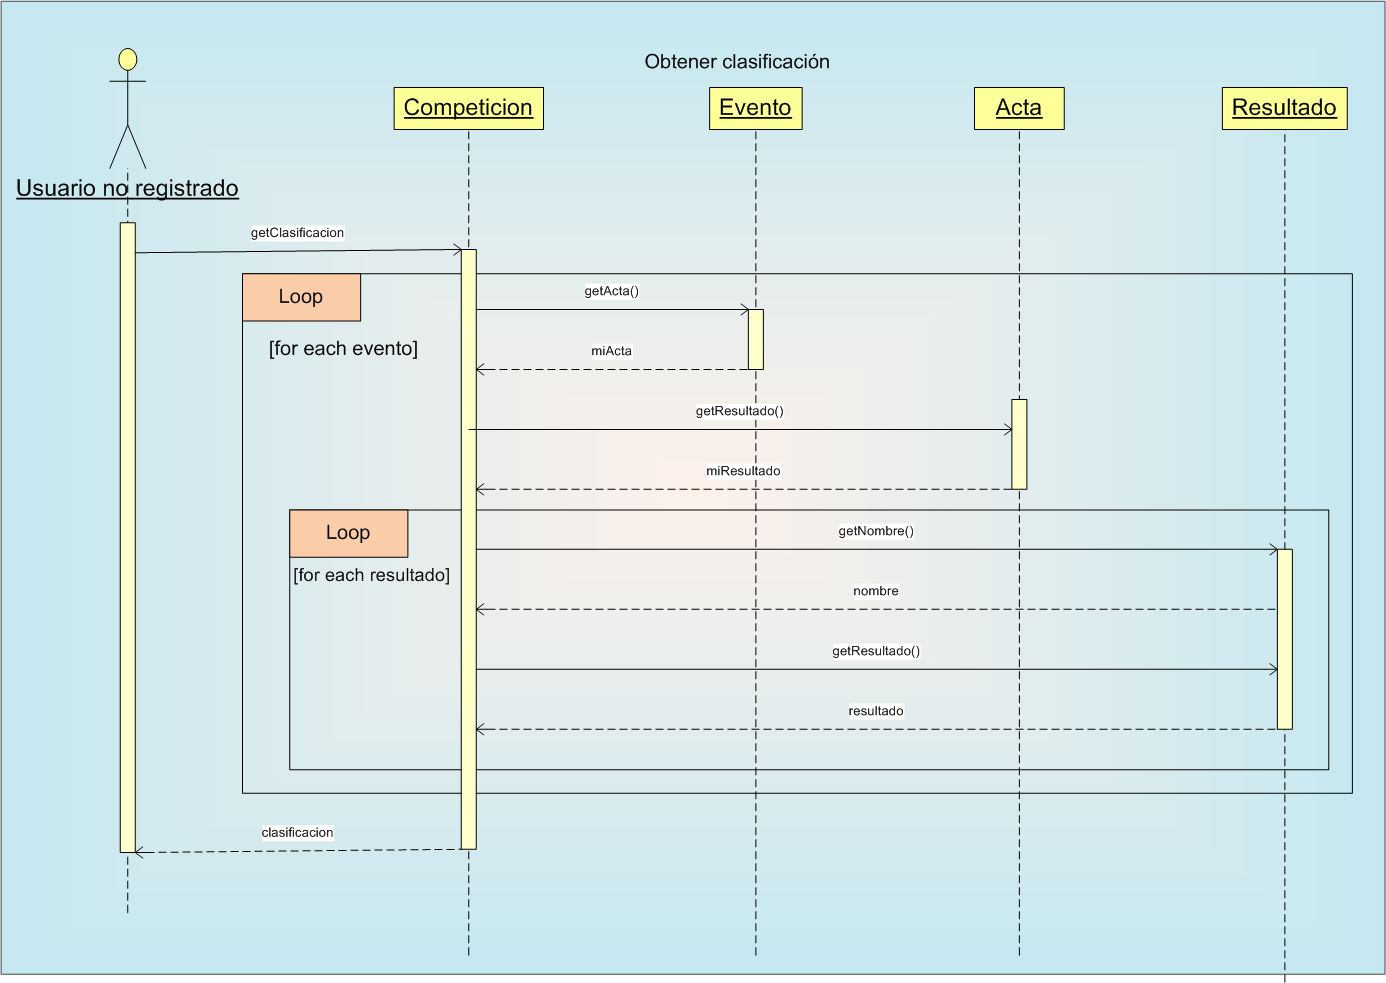 Obtener clasificación
Competicion
Evento
Acta
Resultado
Usuario no registrado
getClasificacion
Loop
getActa()
[for each evento]
miActa
getResultado()
miResultado
Loop
getNombre()
[for each resultado]
nombre
getResultado()
resultado
clasificacion